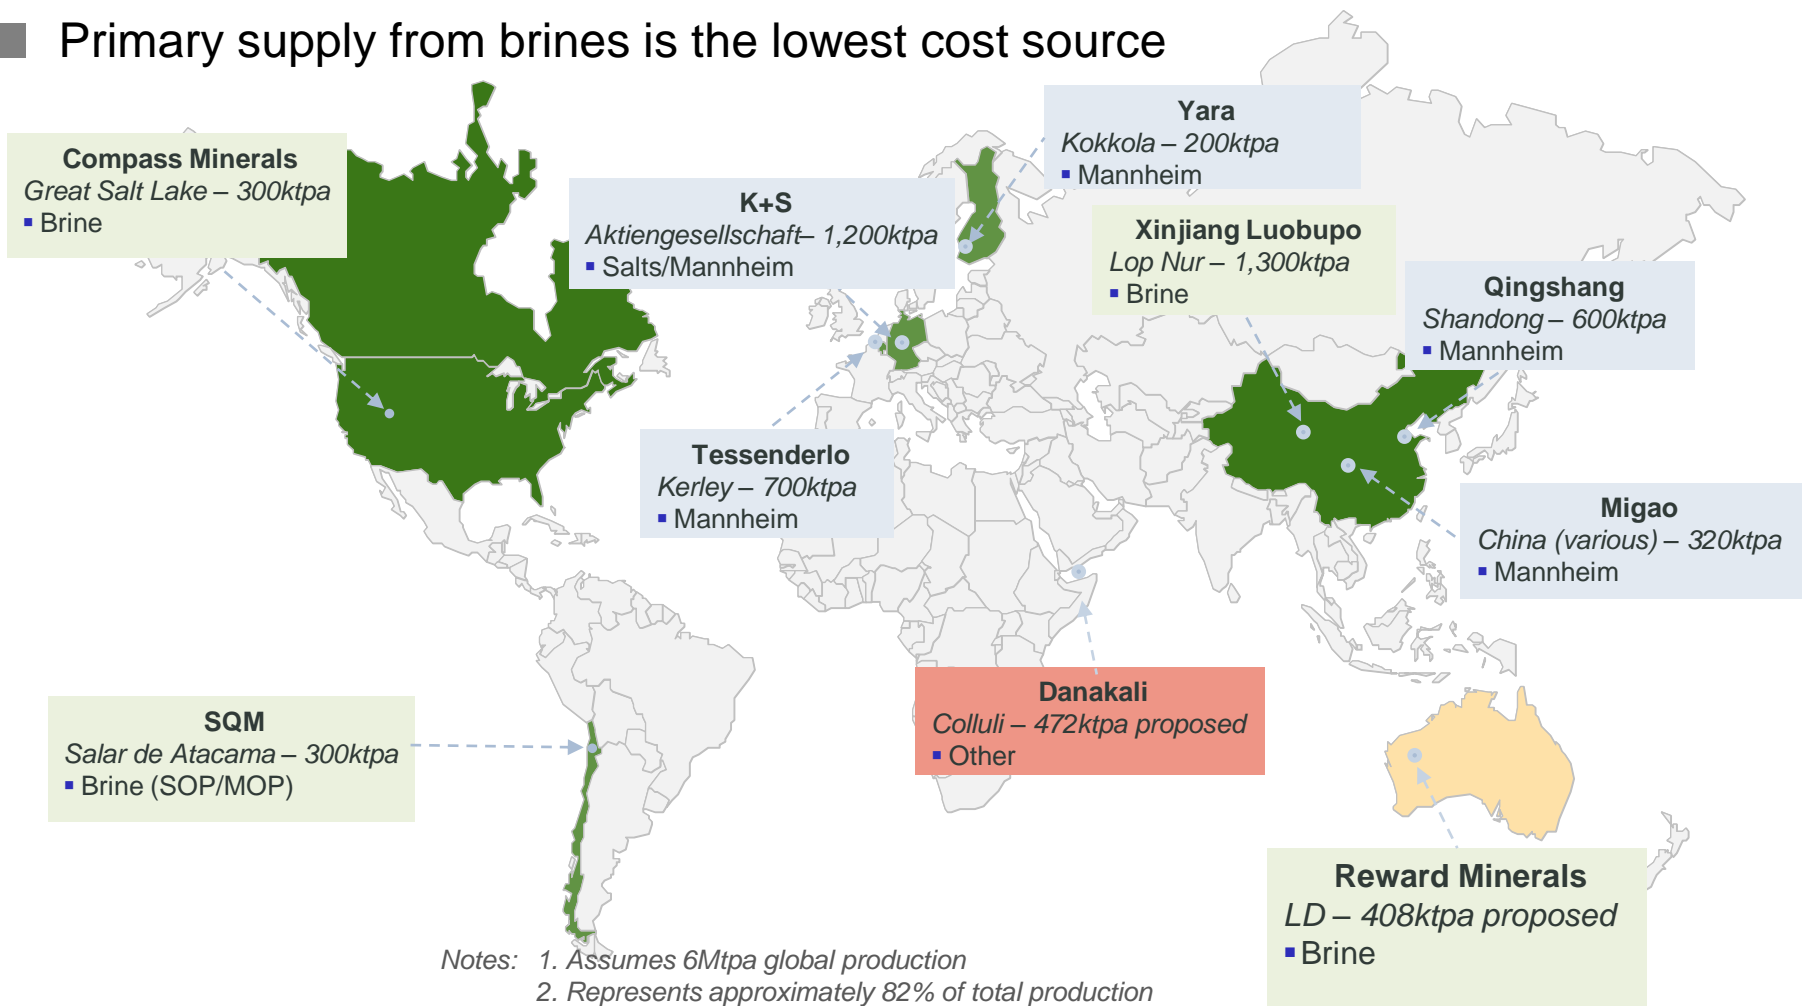 Primary supply from brines is the lowest cost source
Compass Minerals
Great Salt Lake – 300ktpa
▪ Brine
K+S
Aktiengesellschaft– 1,200ktpa
▪ Salts/Mannheim
Yara
Kokkola – 200ktpa
▪ Mannheim
Xinjiang Luobupo
Lop Nur – 1,300ktpa
▪ Brine
Qingshang
Shandong – 600ktpa
▪ Mannheim
Tessenderlo
Kerley – 700ktpa
▪ Mannheim
Migao
China (various) – 320ktpa
▪ Mannheim
SQM
Salar de Atacama – 300ktpa
▪ Brine (SOP/MOP)
Danakali
Colluli – 472ktpa proposed
▪ Other
Reward Minerals
LD – 408ktpa proposed
▪ Brine
Notes: 1. Assumes 6Mtpa global production
2. Represents approximately 82% of total production